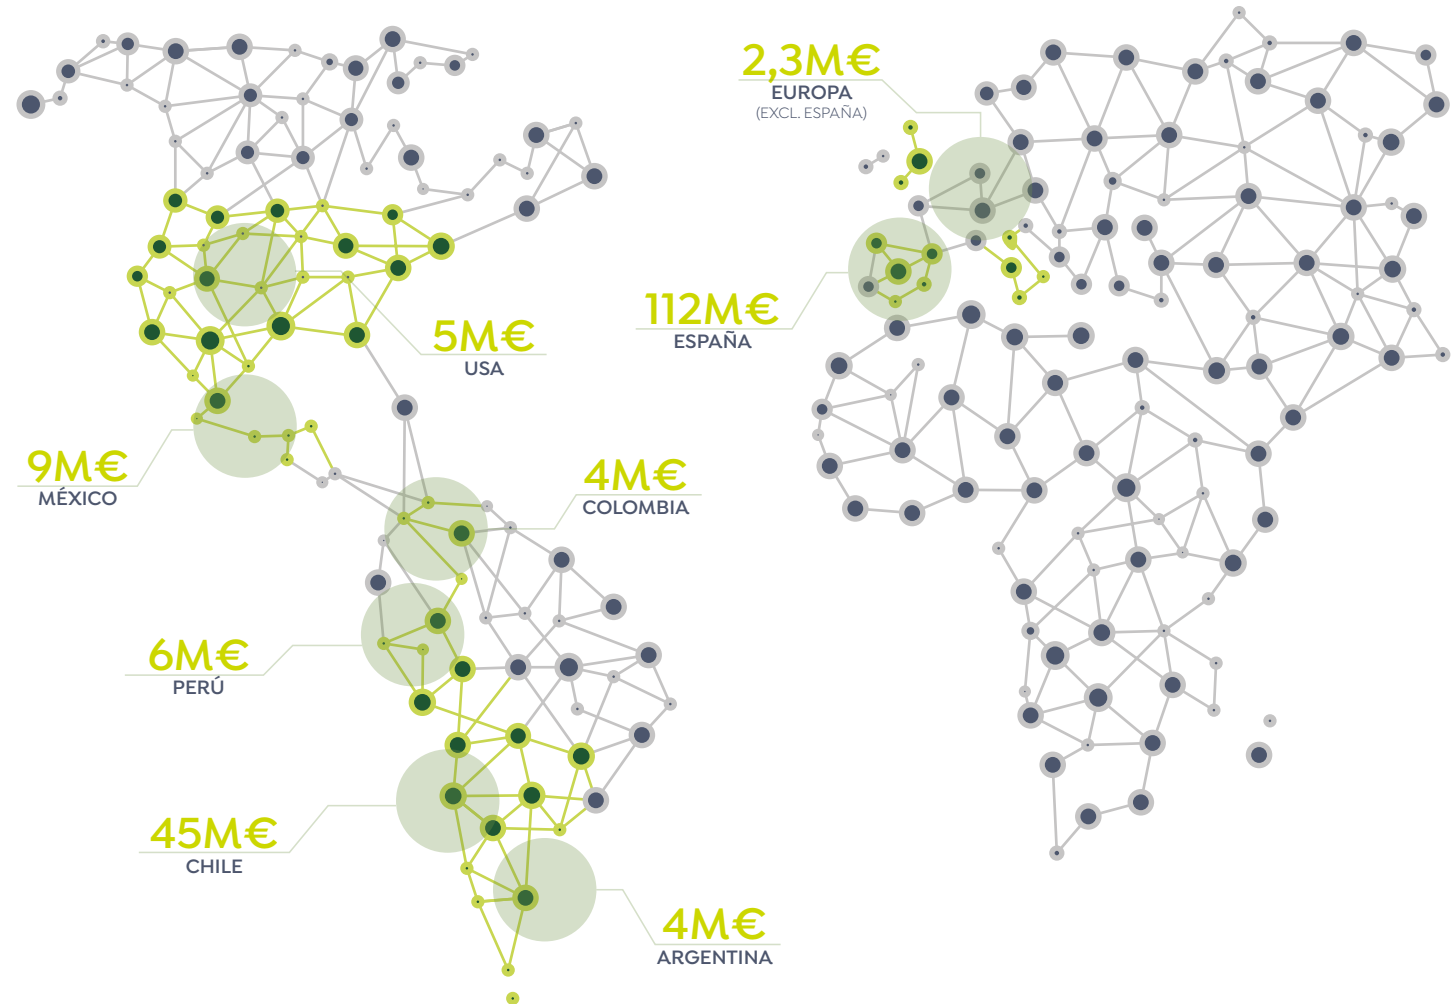 2,3M€
EUROPA
(EXCL. ESPAÑA)
112M€
ESPAÑA
5M€
USA
9M€
MÉXICO
4M€
COLOMBIA
6M€
PERÚ
45M€
CHILE
4M€
ARGENTINA